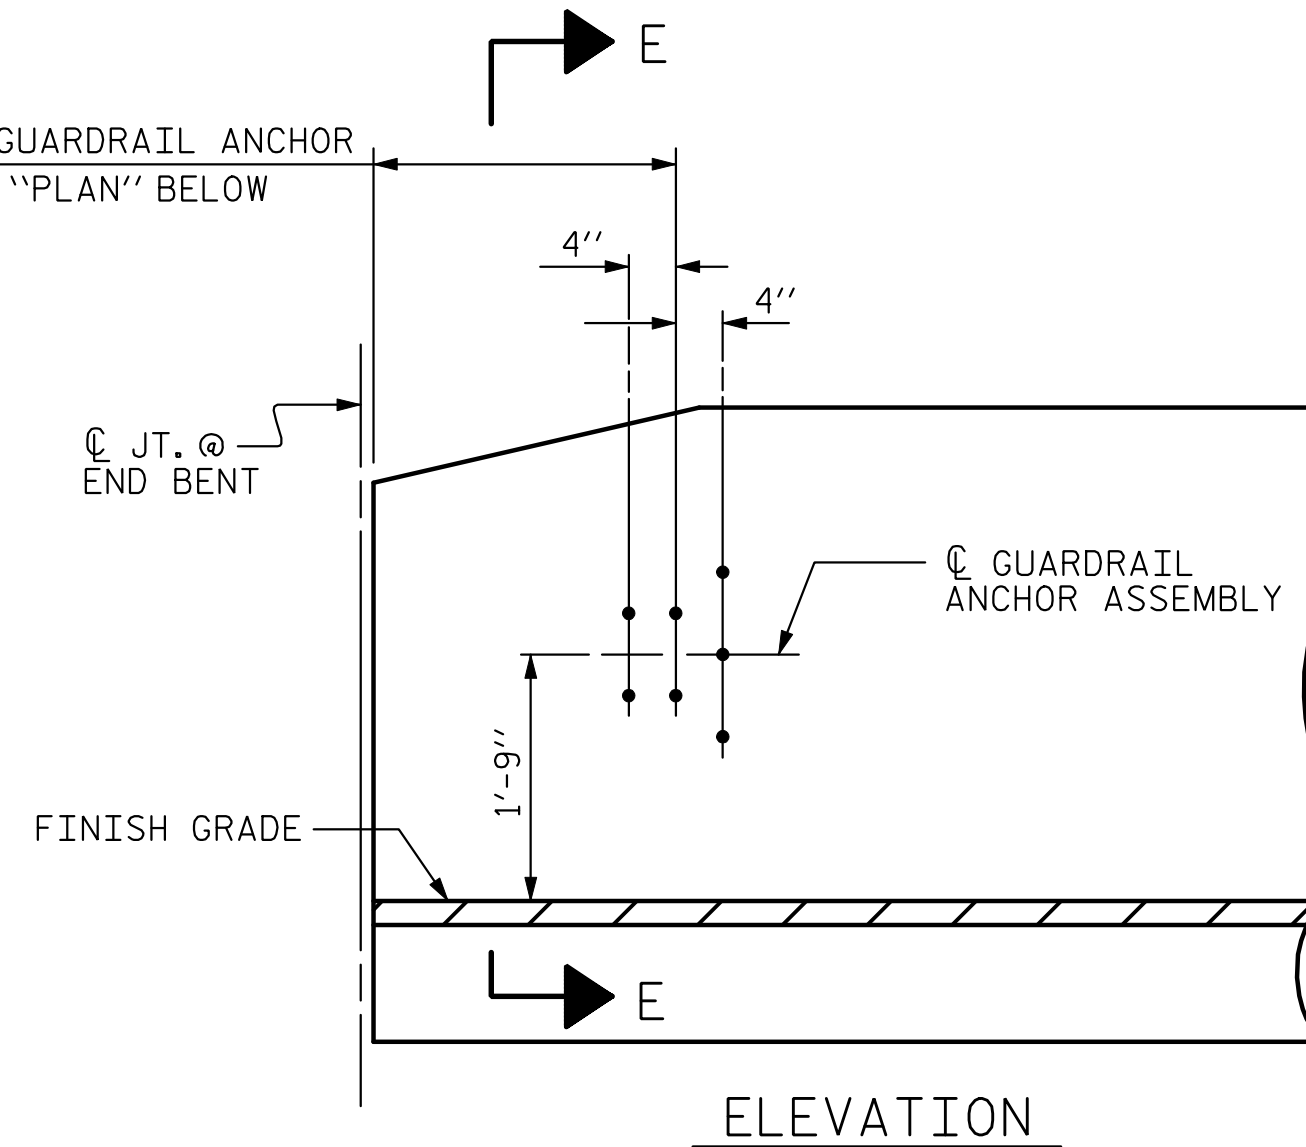 E
GUARDRAIL ANCHOR
"PLAN" BELOW
4"
4"
℄ JT. @
END BENT
℄ GUARDRAIL
ANCHOR ASSEMBLY
1'-9"
FINISH GRADE
E
ELEVATION